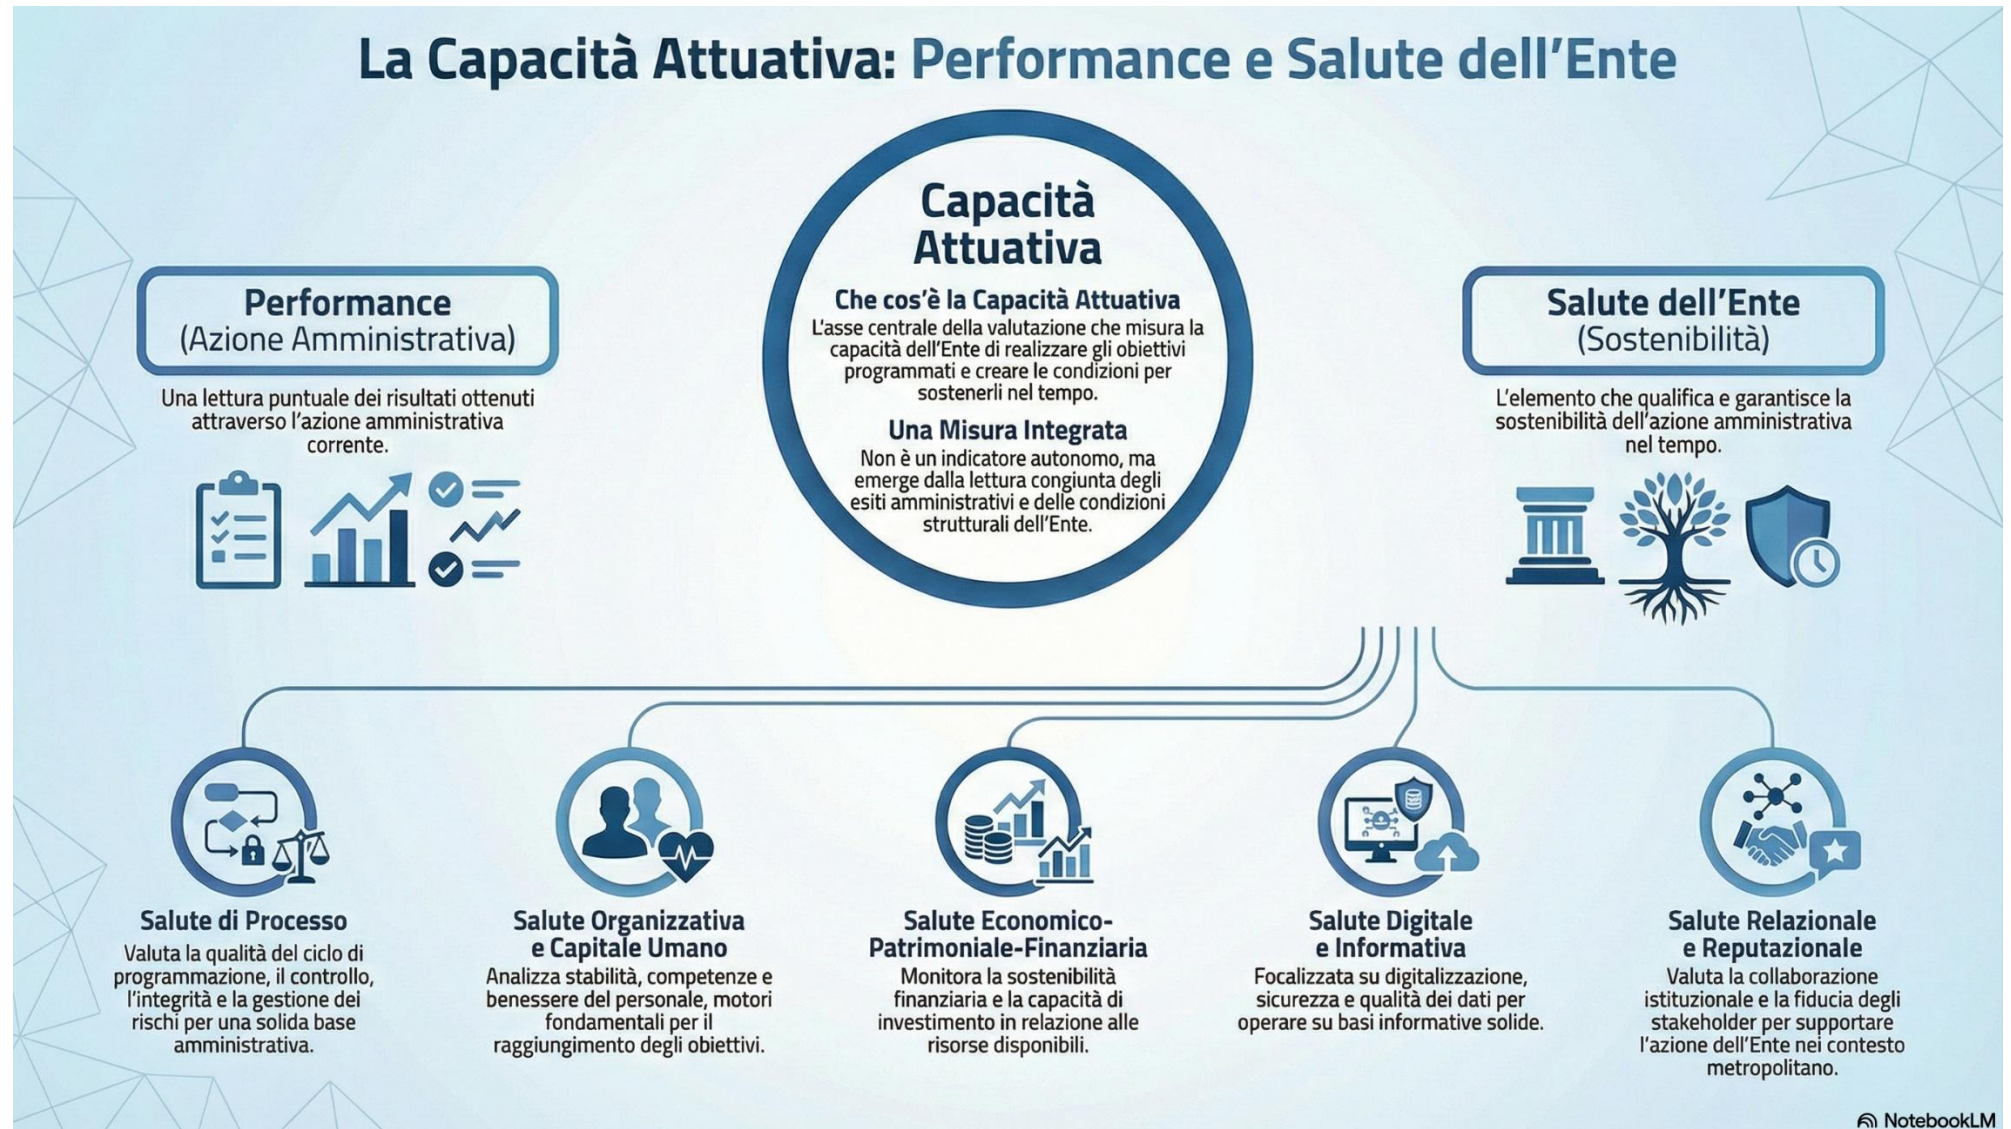 La Capacità Attuativa: Performance e Salute dell'Ente
Capacità
Attuativa
Che cos'è la Capacità Attuativa
L'asse centrale della valutazione che misura la
capacità dell'Ente di realizzare gli obiettivi
programmati e creare le condizioni per
sostenerli nel tempo.
Una Misura Integrata
Non è un indicatore autonomo, ma
emerge dalla lettura congiunta degli
esiti amministrativi e delle condizioni
strutturali dell'Ente.
Performance
(Azione Amministrativa)
Una lettura puntuale dei risultati ottenuti
attraverso l'azione amministrativa
corrente.
Salute dell'Ente
(Sostenibilità)
L'elemento che qualifica e garantisce la
sostenibilità dell'azione amministrativa
nel tempo.
Salute di Processo
Valuta la qualità del ciclo di
programmazione, il controllo,
l'integrità e la gestione dei
rischi per una solida base
amministrativa.
Salute Organizzativa
e Capitale Umano
Analizza stabilità, competenze e
benessere del personale, motori
fondamentali per il
raggiungimento degli obiettivi.
Salute Economico-
Patrimoniale-Finanziaria
Monitora la sostenibilità
finanziaria e la capacità di
investimento in relazione alle
risorse disponibili.
Salute Digitale
e Informativa
Focalizzata su digitalizzazione,
sicurezza e qualità dei dati per
operare su basi informative solide.
Salute Relazionale
e Reputazionale
Valuta la collaborazione
istituzionale e la fiducia degli
stakeholder per supportare
l'azione dell'Ente nei contesto
metropolitano.
NotebookLM